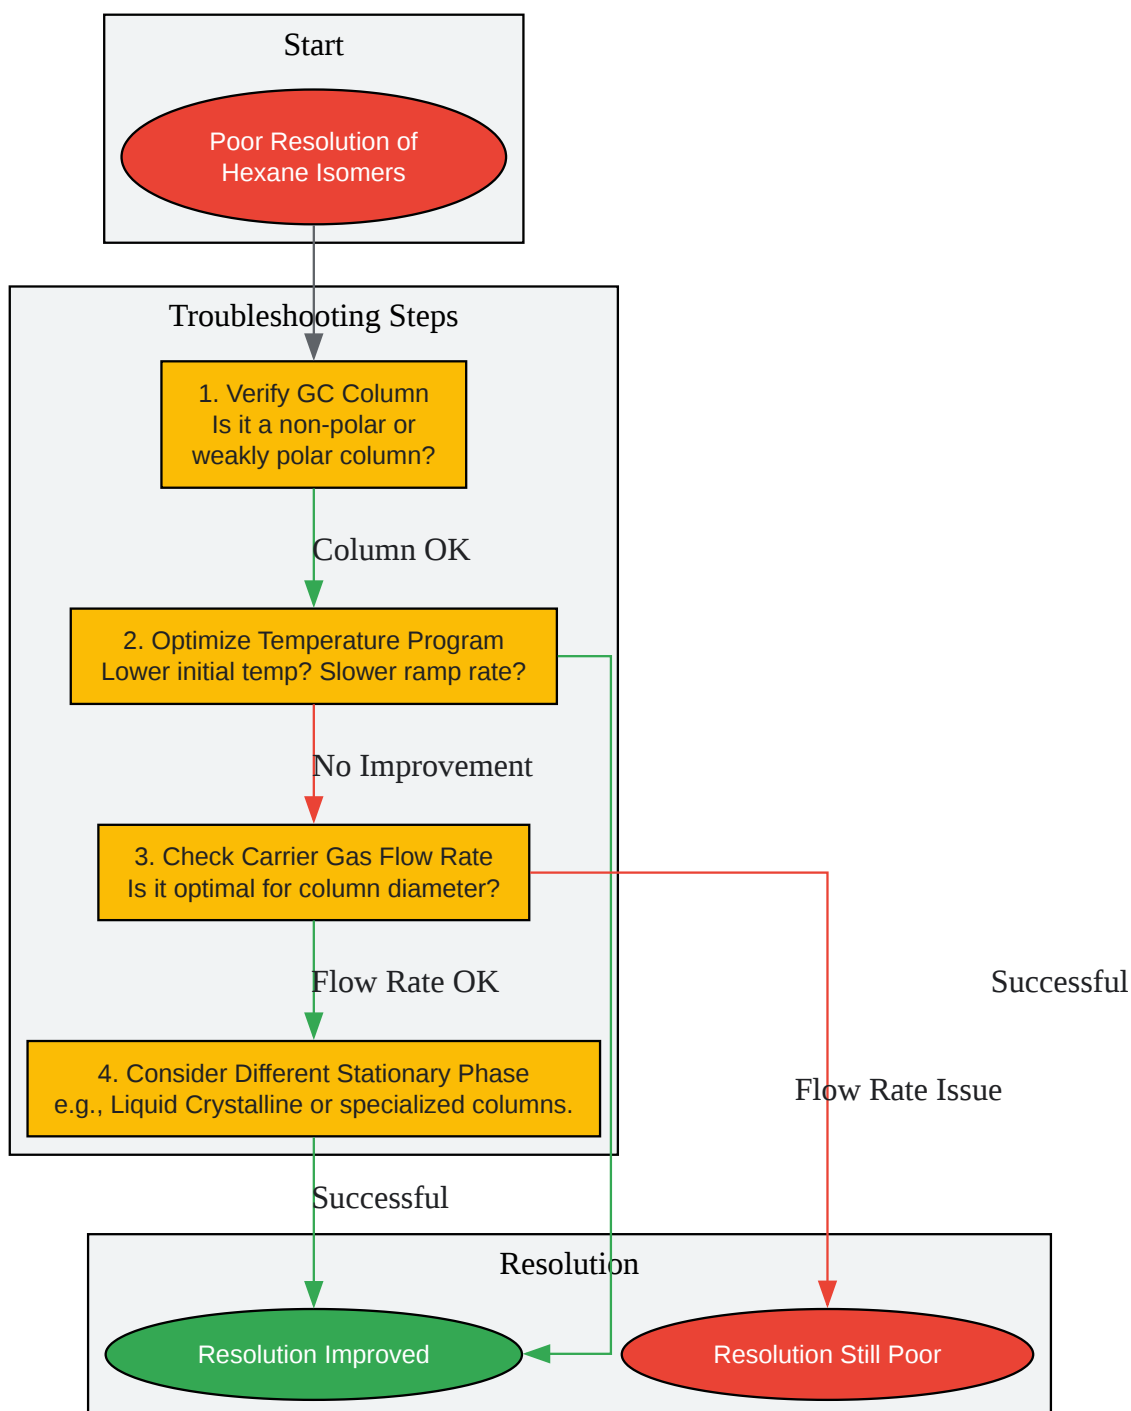 Start
Poor Resolution of
Hexane Isomers
Troubleshooting Steps
1. Verify GC Column
Is it a non-polar or
weakly polar column?
Column OK
2. Optimize Temperature Program
Lower initial temp? Slower ramp rate?
No Improvement
3. Check Carrier Gas Flow Rate
Is it optimal for column diameter?
Flow Rate OK
Successful
4. Consider Different Stationary Phase
e.g., Liquid Crystalline or specialized columns.
Flow Rate Issue
Successful
Resolution
Resolution Improved
Resolution Still Poor